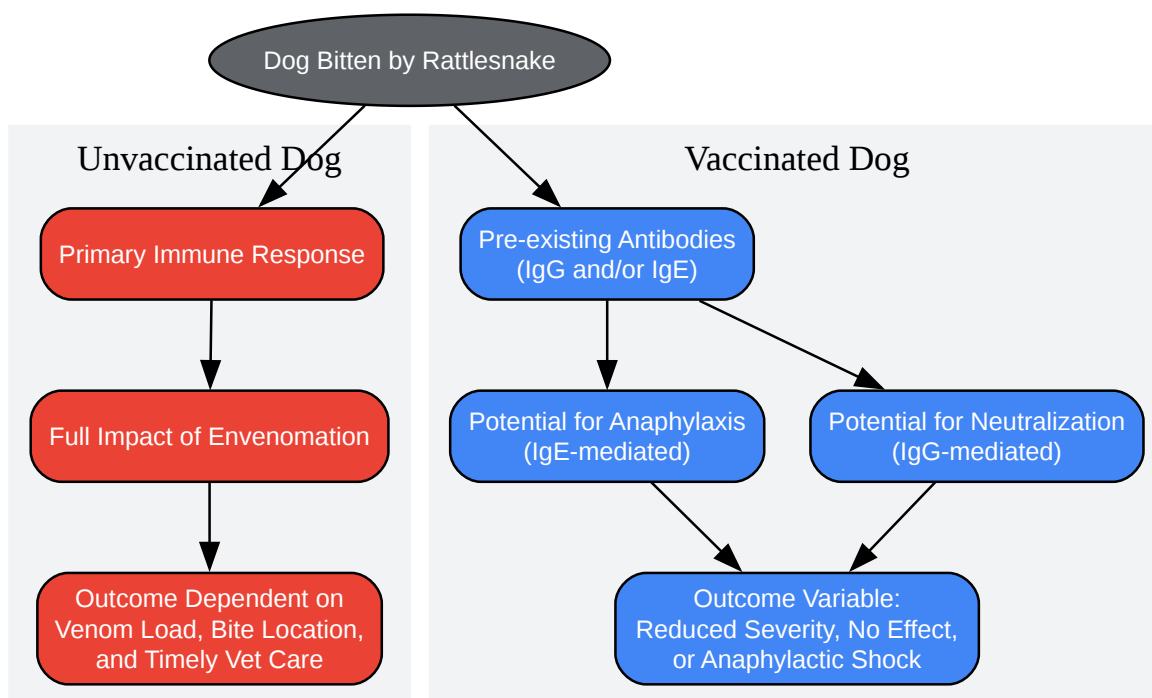 Dog Bitten by Rattlesnake
Unvaccinated Dog
Primary Immune Response
Full Impact of Envenomation
Outcome Dependent on
Venom Load, Bite Location,
and Timely Vet Care
Vaccinated Dog
Pre-existing Antibodies
(IgG and/or IgE)
Potential for Anaphylaxis
(IgE-mediated)
Potential for Neutralization
(IgG-mediated)
Outcome Variable:
Reduced Severity, No Effect,
or Anaphylactic Shock